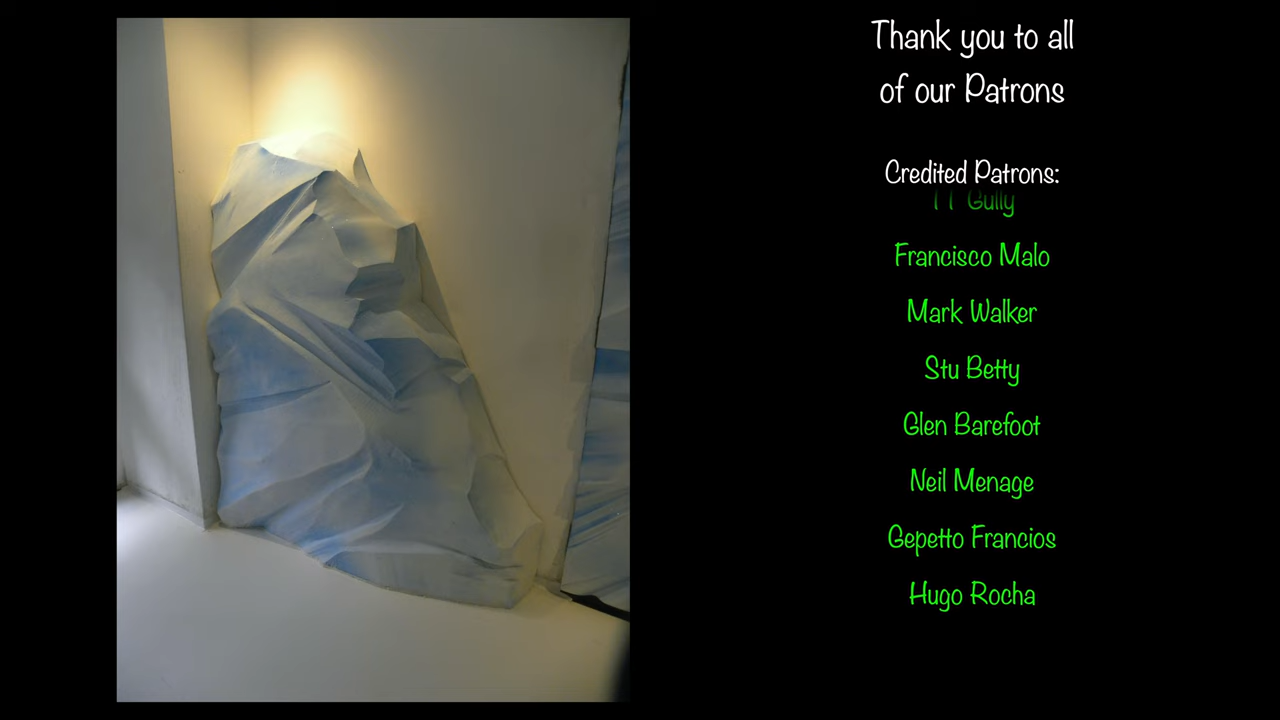 Thank you to all
of our Patrons
Credited Patrons:
Gully
Francisco Malo
Mark Walker
Stu Betty
Glen Barefoot
Neil Menage
Gepetto Francios
Hugo Rocha